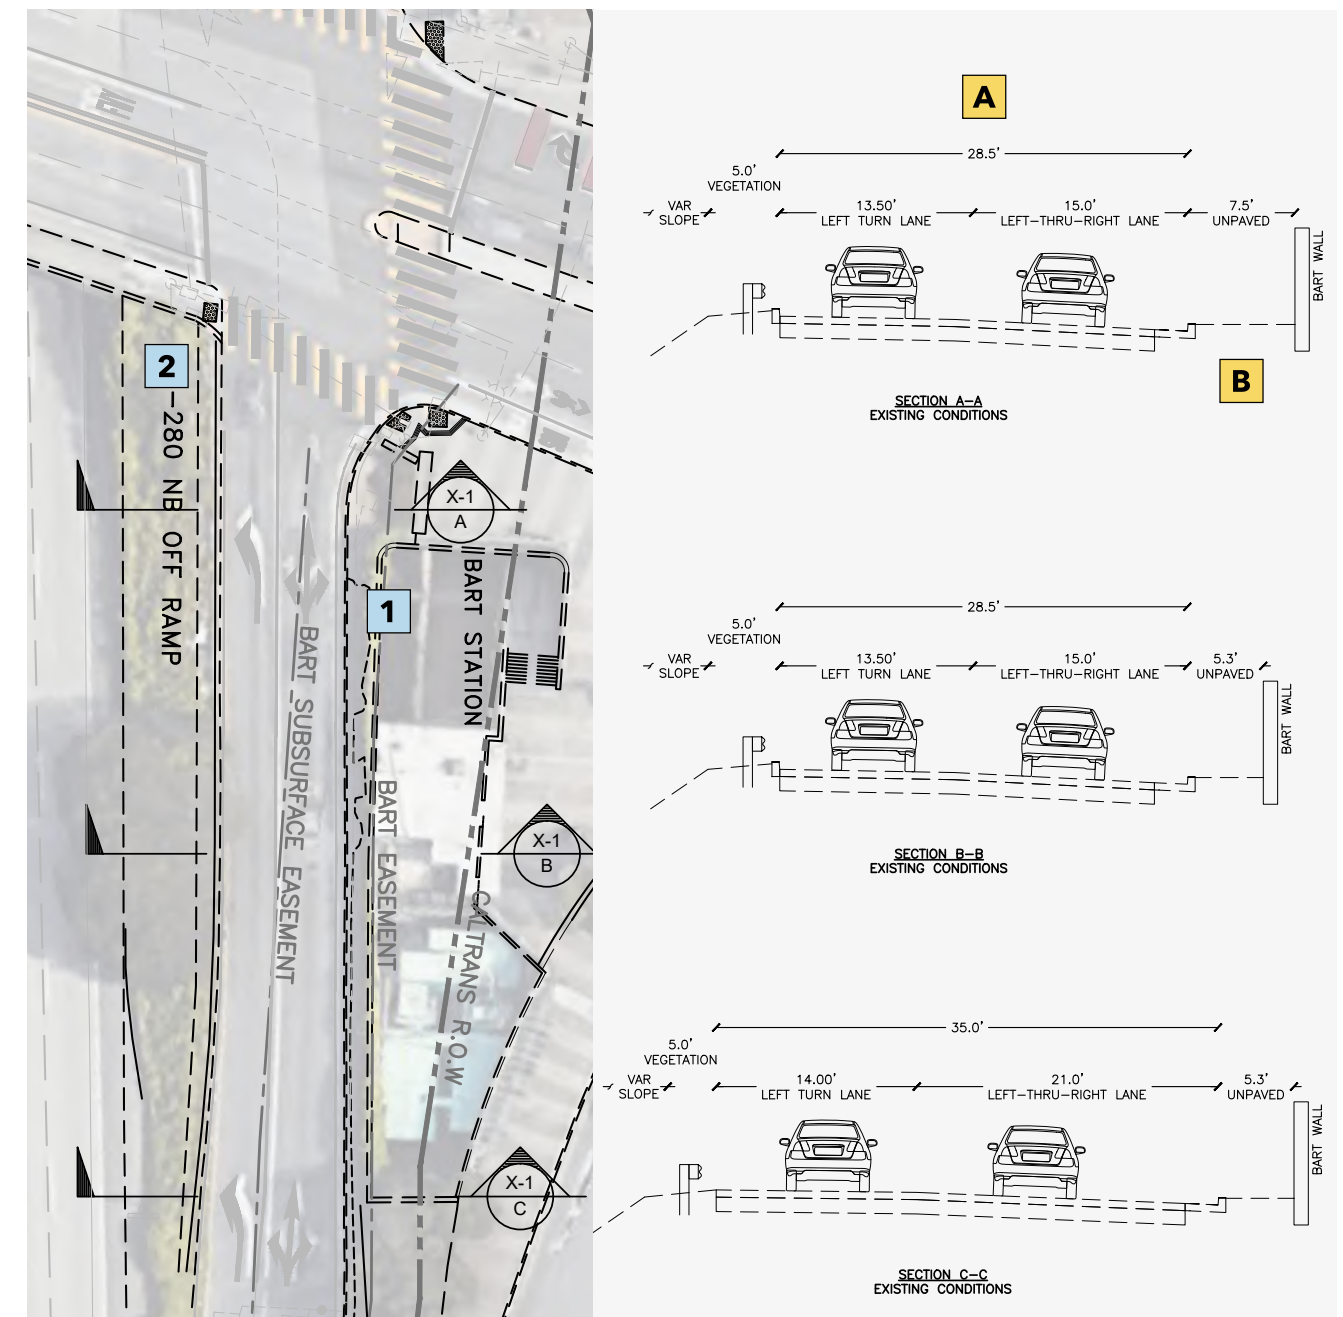 2
-280 NB OFF RAMP
X-1
A
1
BART STATION
BART SUBSURFACE EASEMENT
BART EASEMENT
X-1
B
CALTRANS R.O.W
X-1
C
A
28.5'
5.0'
VEGETATION
VAR
SLOPE
13.50'
LEFT TURN LANE
15.0'
LEFT-THRU-RIGHT LANE
7.5'
UNPAVED
BART WALL
B
SECTION A-A
EXISTING CONDITIONS
28.5'
5.0'
VEGETATION
VAR
SLOPE
13.50'
LEFT TURN LANE
15.0'
LEFT-THRU-RIGHT LANE
5.3'
UNPAVED
BART WALL
SECTION B-B
EXISTING CONDITIONS
35.0'
5.0'
VEGETATION
VAR
SLOPE
14.00'
LEFT TURN LANE
21.0'
LEFT-THRU-RIGHT LANE
5.3'
UNPAVED
BART WALL
SECTION C-C
EXISTING CONDITIONS